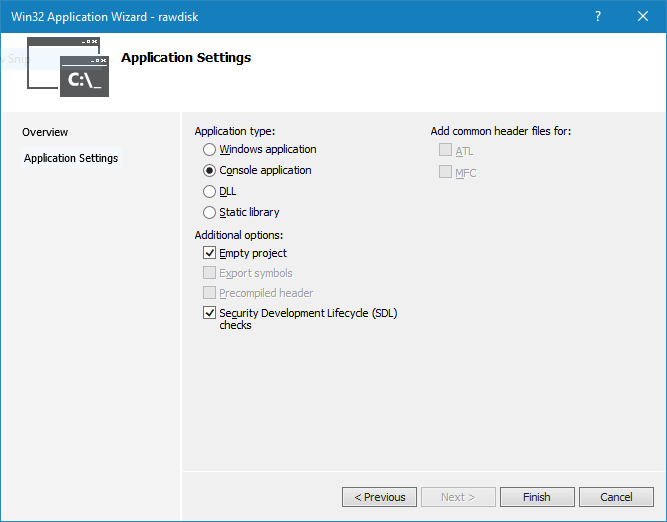 Win32 Application Wizard - rawdisk
?
Application Settings
C:\_
Overview
Application Settings
Application type:
Windows application
Console application
DLL
Static library
Additional options:
Empty project
Export symbols
Precompiled header
Security Development Lifecycle (SDL)
checks
Add common header files for:
ATL
MFC
< Previous
Next >
Finish
Cancel